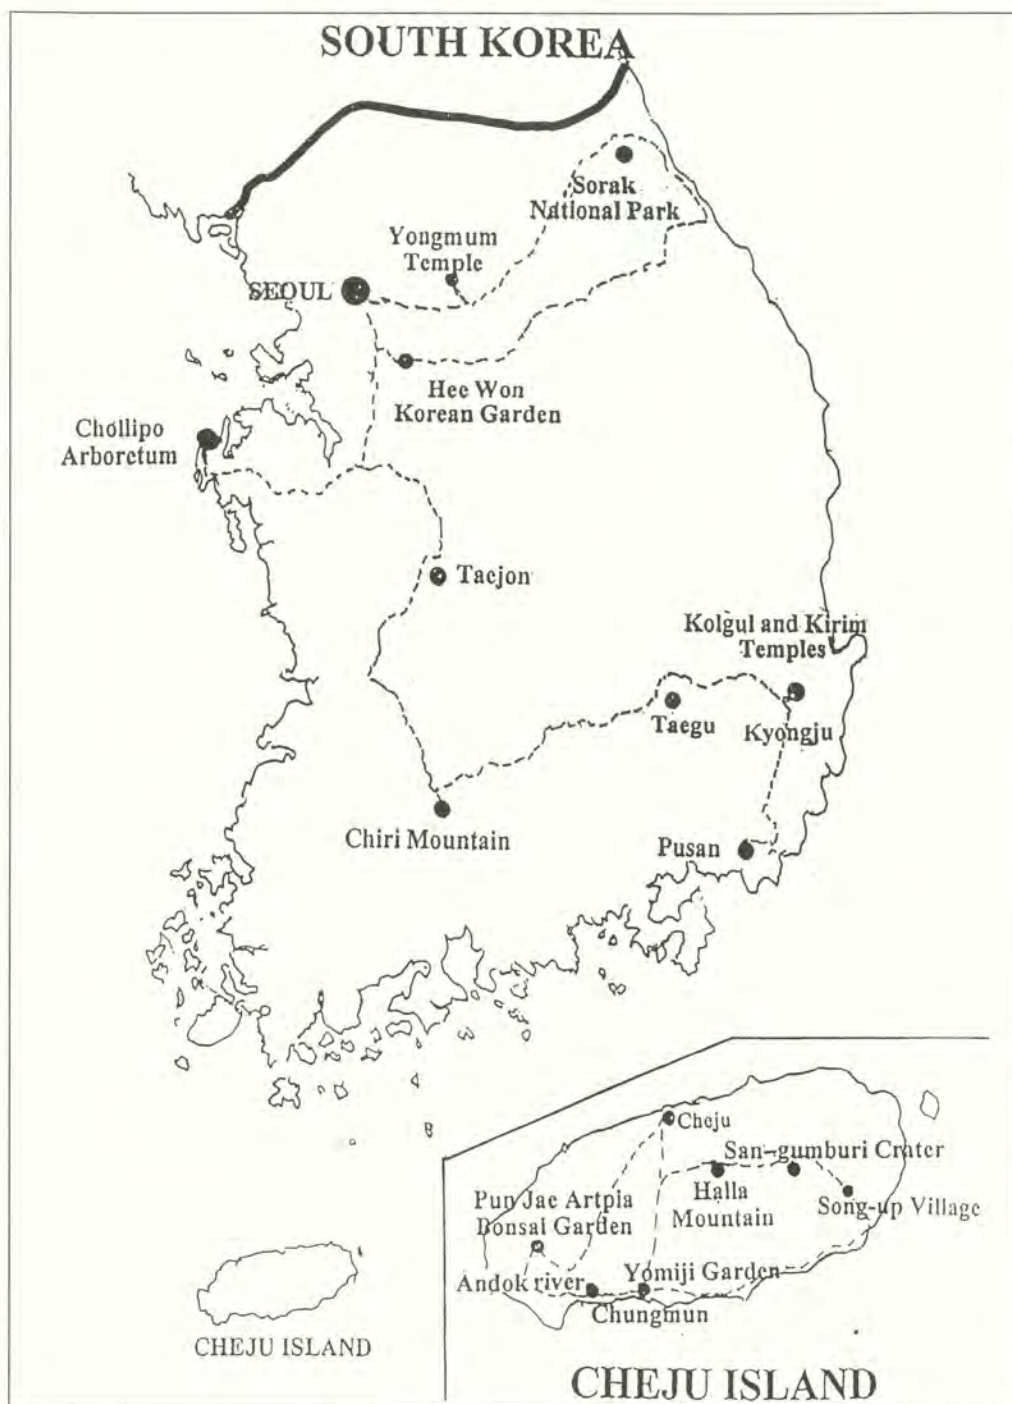 SOUTH KOREA
Sorak
National Park
Yongmum
Temple
SEOUL
Hee Won
Korean Garden
Chollipo
Arboretum
Taejon
Kolgul and Kirim
Temples
Taegu
Kyongju
Chiri Mountain
Pusan
Cheju
San-gumburi Crater
Halla
Mountain
Song-up Village
Pun Jae Artpia
Bonsai Garden
Andok river
Yomiji Garden
Chungmun
CHEJU ISLAND
CHEJU ISLAND